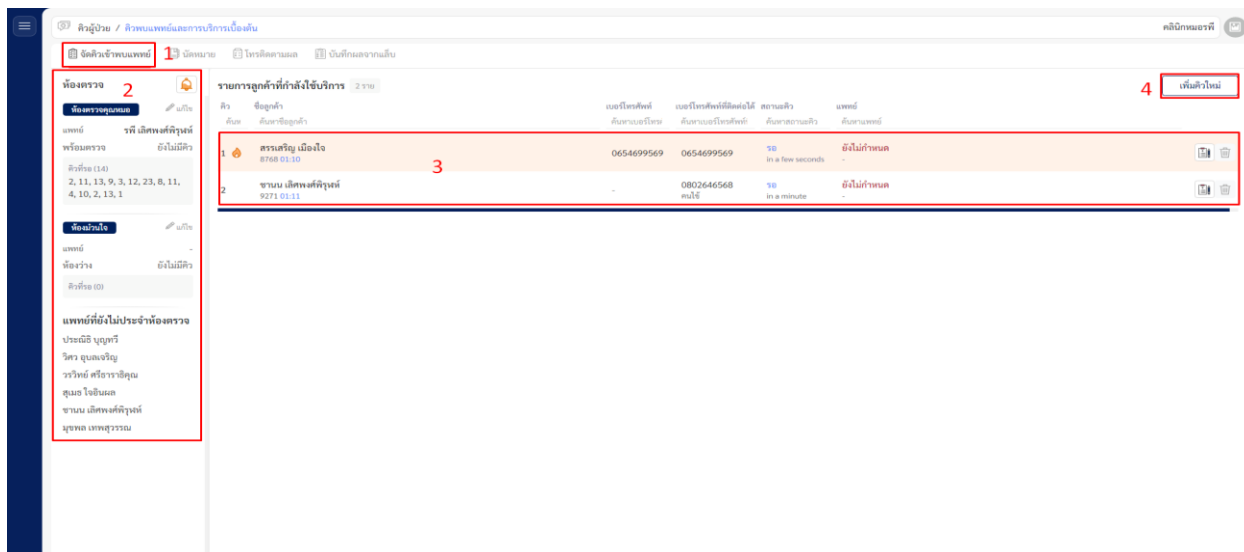 คิวผู้ป่วย / คิวพบแพทย์และการบริการเบื้องต้น คลินิกหมอรพี
จัดคิวเข้าพบแพทย์ 1 นัดหมาย โทรติดตามผล บันทึกผลจากแล็บ
ห้องตรวจ 2 รายการลูกค้าที่กำลังใช้บริการ 2 ราย 4 เพิ่มคิวใหม่
ห้องตรวจคุณหมอ แก้ไข
แพทย์ รพี เลิศพงศ์พิรุฬห์
พร้อมตรวจ ยังไม่มีคิว
คิวที่รอ (14)
2, 11, 13, 9, 3, 12, 23, 8, 11,
4, 10, 2, 13, 1
ห้องม่วนใจ แก้ไข
แพทย์ -
ห้องว่าง ยังไม่มีคิว
คิวที่รอ (0)
แพทย์ที่ยังไม่ประจำห้องตรวจ
ประณิธิ บุญทวี
วิศว อุบลเจริญ
วรวิทย์ ศรีธาราธิคุณ
สุเมธ ใจอินผล
ชานน เลิศพงศ์พิรุฬห์
มุขพล เทพสุวรรณ
คิว ชื่อลูกค้า เบอร์โทรศัพท์ เบอร์โทรศัพท์ที่ติดต่อได้ สถานะคิว แพทย์
ค้นห ค้นหาชื่อลูกค้า ค้นหาเบอร์โทรศ ค้นหาเบอร์โทรศัพท์ ค้นหาสถานะคิว ค้นหาแพทย์
1 สรรเสริญ เมืองใจ 0654699569 0654699569 รอ ยังไม่กำหนด
8768 01:10 in a few seconds -
3
2 ชานน เลิศพงศ์พิรุฬห์ - 0802646568 รอ ยังไม่กำหนด
9271 01:11 คนไข้ in a minute -